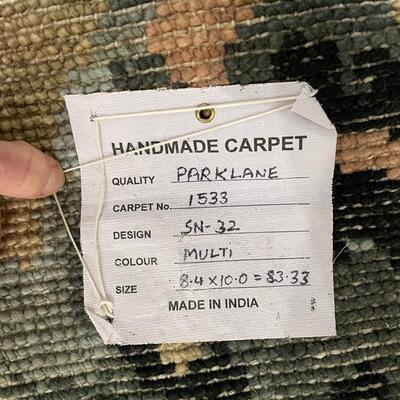 HANDMADE CARPET
QUALITY PARKLANE
CARPET No. 1533
DESIGN SN-32
COLOUR MULTI
SIZE 8.4 X 10.0 = 83.33
MADE IN INDIA